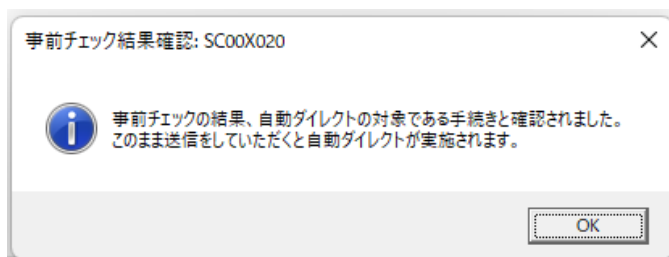 事前チェック結果確認: SC00X020
事前チェックの結果、自動ダイレクトの対象である手続きと確認されました。
このまま送信をしていただくと自動ダイレクトが実施されます。
OK